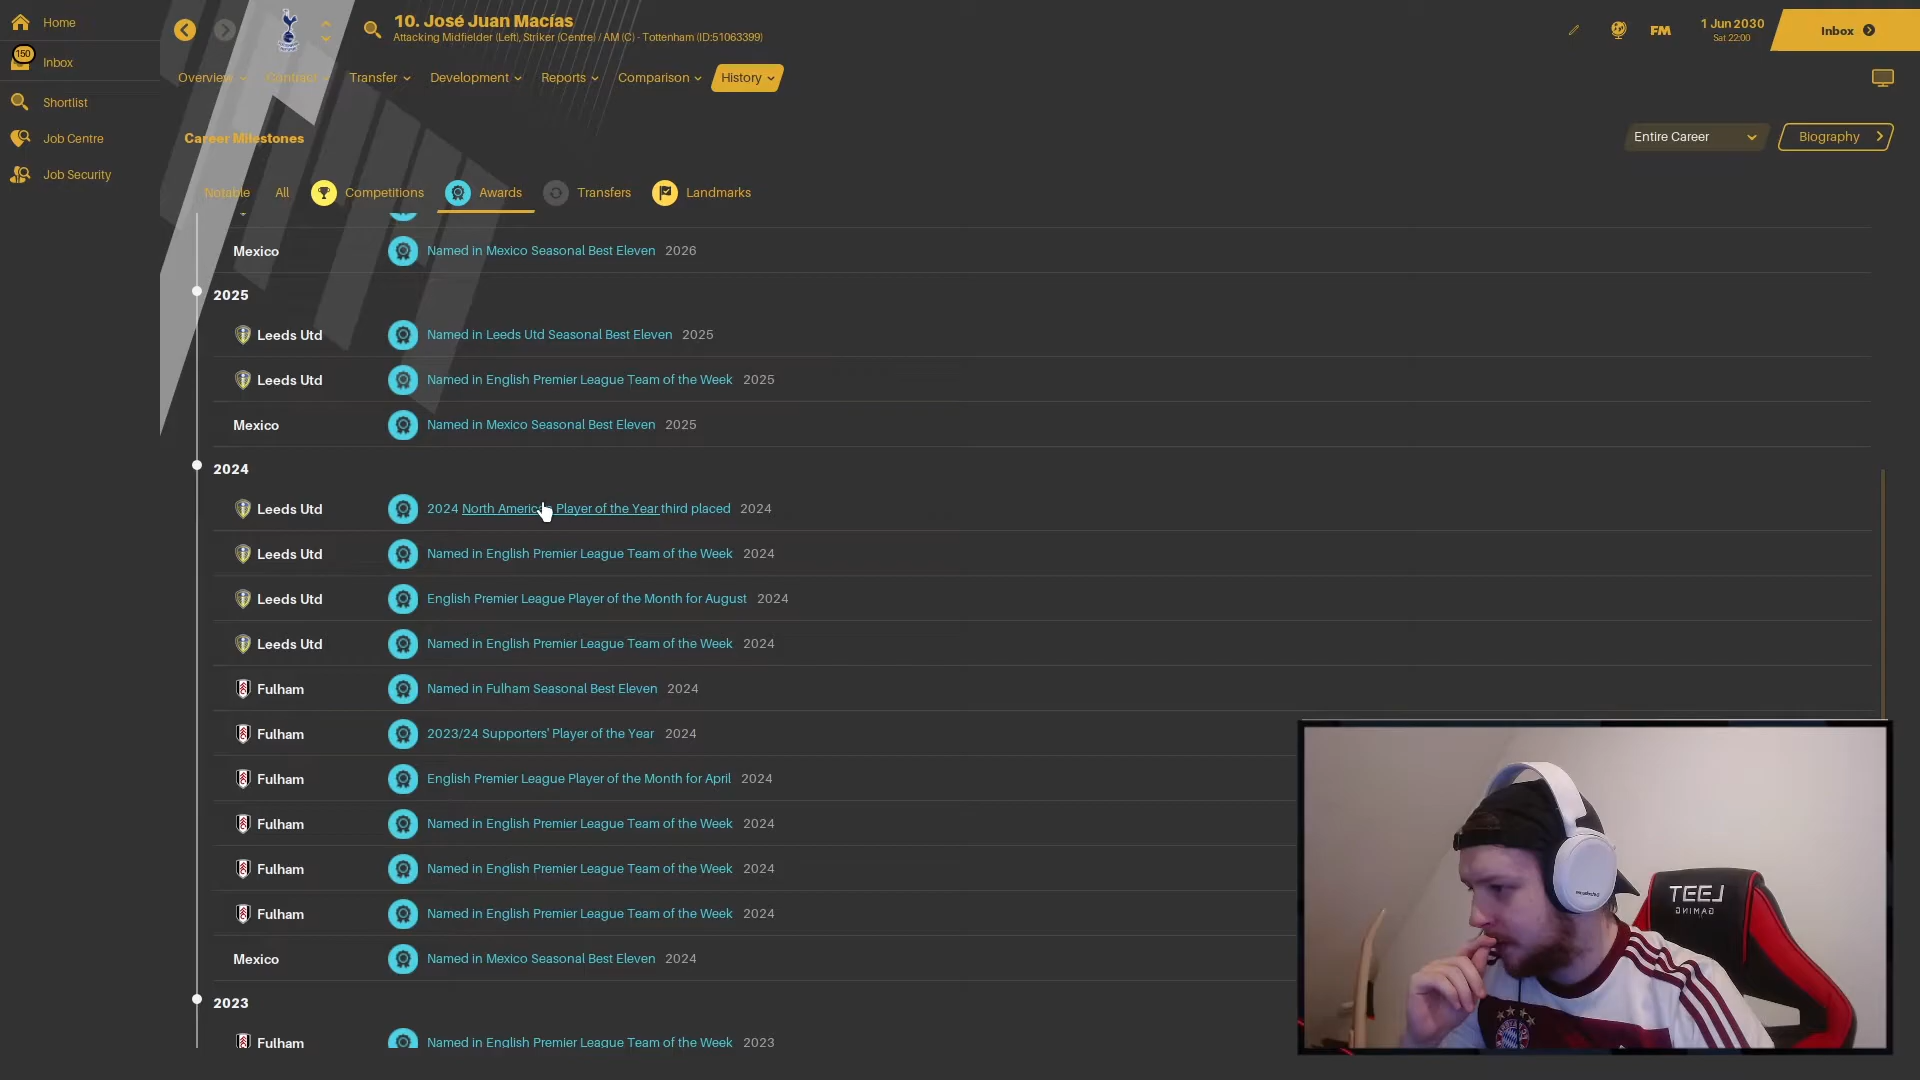 Home
150
Inbox
Shortlist
Job Centre
Job Security
10. José Juan Macías
Attacking Midfielder (Left), Striker (Centre) / AM (C) - Tottenham (ID:51063399)
FM
1 Jun 2030
Sat 22:00
Inbox
Overview
Contract
Transfer
Development
Reports
Comparison
History
Career Milestones
Entire Career
Biography
Notable
All
Competitions
Awards
Transfers
Landmarks
Mexico Named in Mexico Seasonal Best Eleven 2026
2025
Leeds Utd Named in Leeds Utd Seasonal Best Eleven 2025
Leeds Utd Named in English Premier League Team of the Week 2025
Mexico Named in Mexico Seasonal Best Eleven 2025
2024
Leeds Utd 2024 North American Player of the Year third placed 2024
Leeds Utd Named in English Premier League Team of the Week 2024
Leeds Utd English Premier League Player of the Month for August 2024
Leeds Utd Named in English Premier League Team of the Week 2024
Fulham Named in Fulham Seasonal Best Eleven 2024
Fulham 2023/24 Supporters' Player of the Year 2024
Fulham English Premier League Player of the Month for April 2024
Fulham Named in English Premier League Team of the Week 2024
Fulham Named in English Premier League Team of the Week 2024
Fulham Named in English Premier League Team of the Week 2024
Mexico Named in Mexico Seasonal Best Eleven 2024
2023
Fulham Named in English Premier League Team of the Week 2023
LEET
GAMING